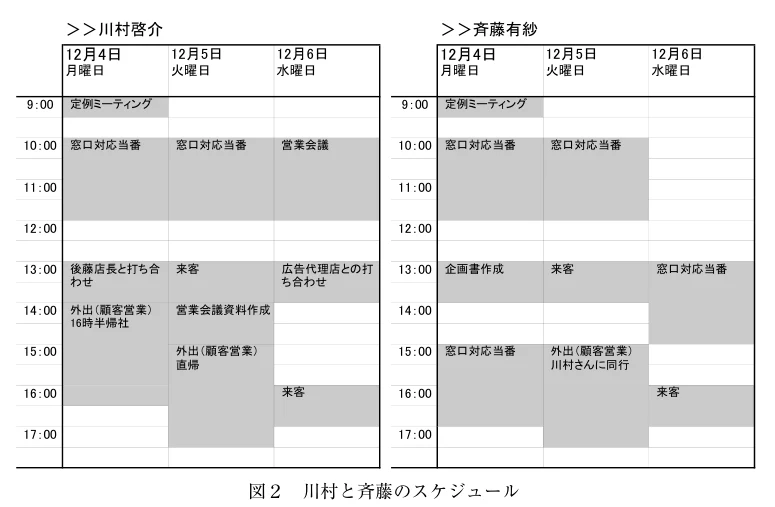 ＞＞川村啓介
12月4日
月曜日
12月5日
火曜日
12月6日
水曜日
9:00
定例ミーティング
10:00
窓口対応当番
窓口対応当番
営業会議
11:00
12:00
13:00
後藤店長と打ち合
わせ
来客
広告代理店との打
ち合わせ
14:00
外出（顧客営業）
16時半帰社
営業会議資料作成
15:00
外出（顧客営業）
直帰
16:00
来客
17:00
＞＞斉藤有紗
12月4日
月曜日
12月5日
火曜日
12月6日
水曜日
9:00
定例ミーティング
10:00
窓口対応当番
窓口対応当番
11:00
12:00
13:00
企画書作成
来客
窓口対応当番
14:00
15:00
窓口対応当番
外出（顧客営業）
川村さんに同行
16:00
来客
17:00
図２　川村と斉藤のスケジュール